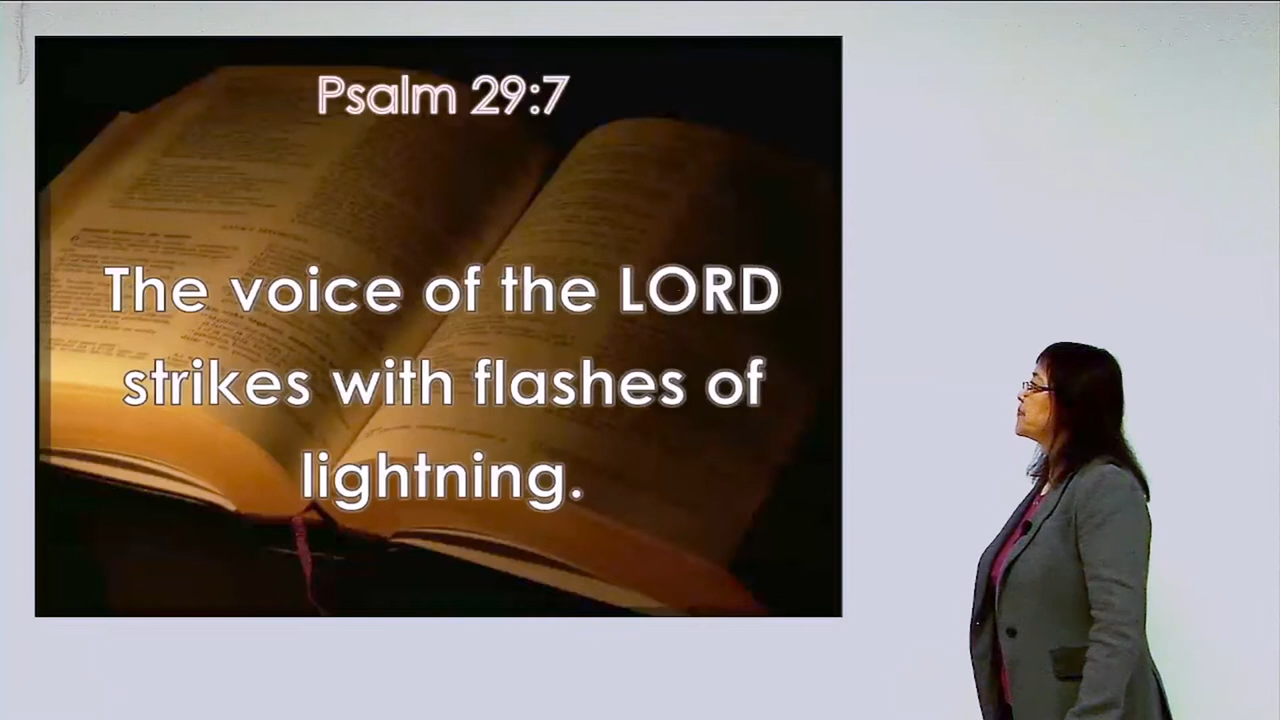 Psalm 29:7
The voice of the LORD
strikes with flashes of
lightning.